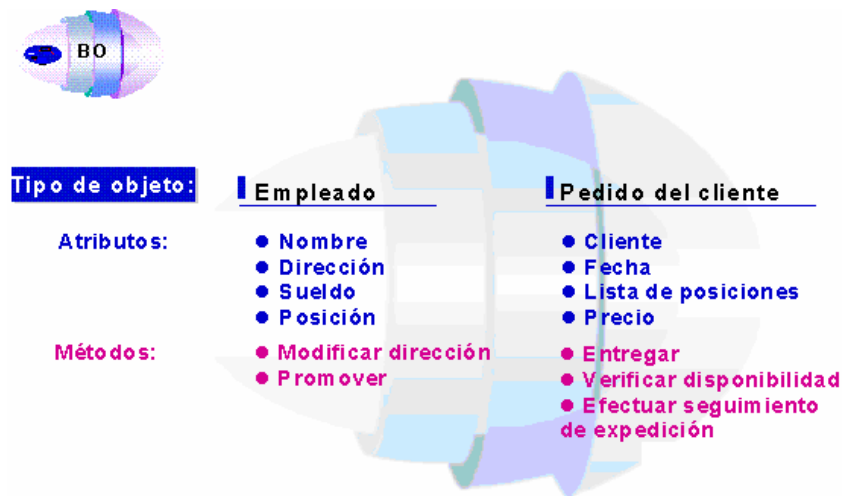 BO
Tipo de objeto:
Empleado
Pedido del cliente
Atributos:
● Nombre
● Dirección
● Sueldo
● Posición
● Cliente
● Fecha
● Lista de posiciones
● Precio
Métodos:
● Modificar dirección
● Promover
● Entregar
● Verificar disponibilidad
● Efectuar seguimiento
de expedición